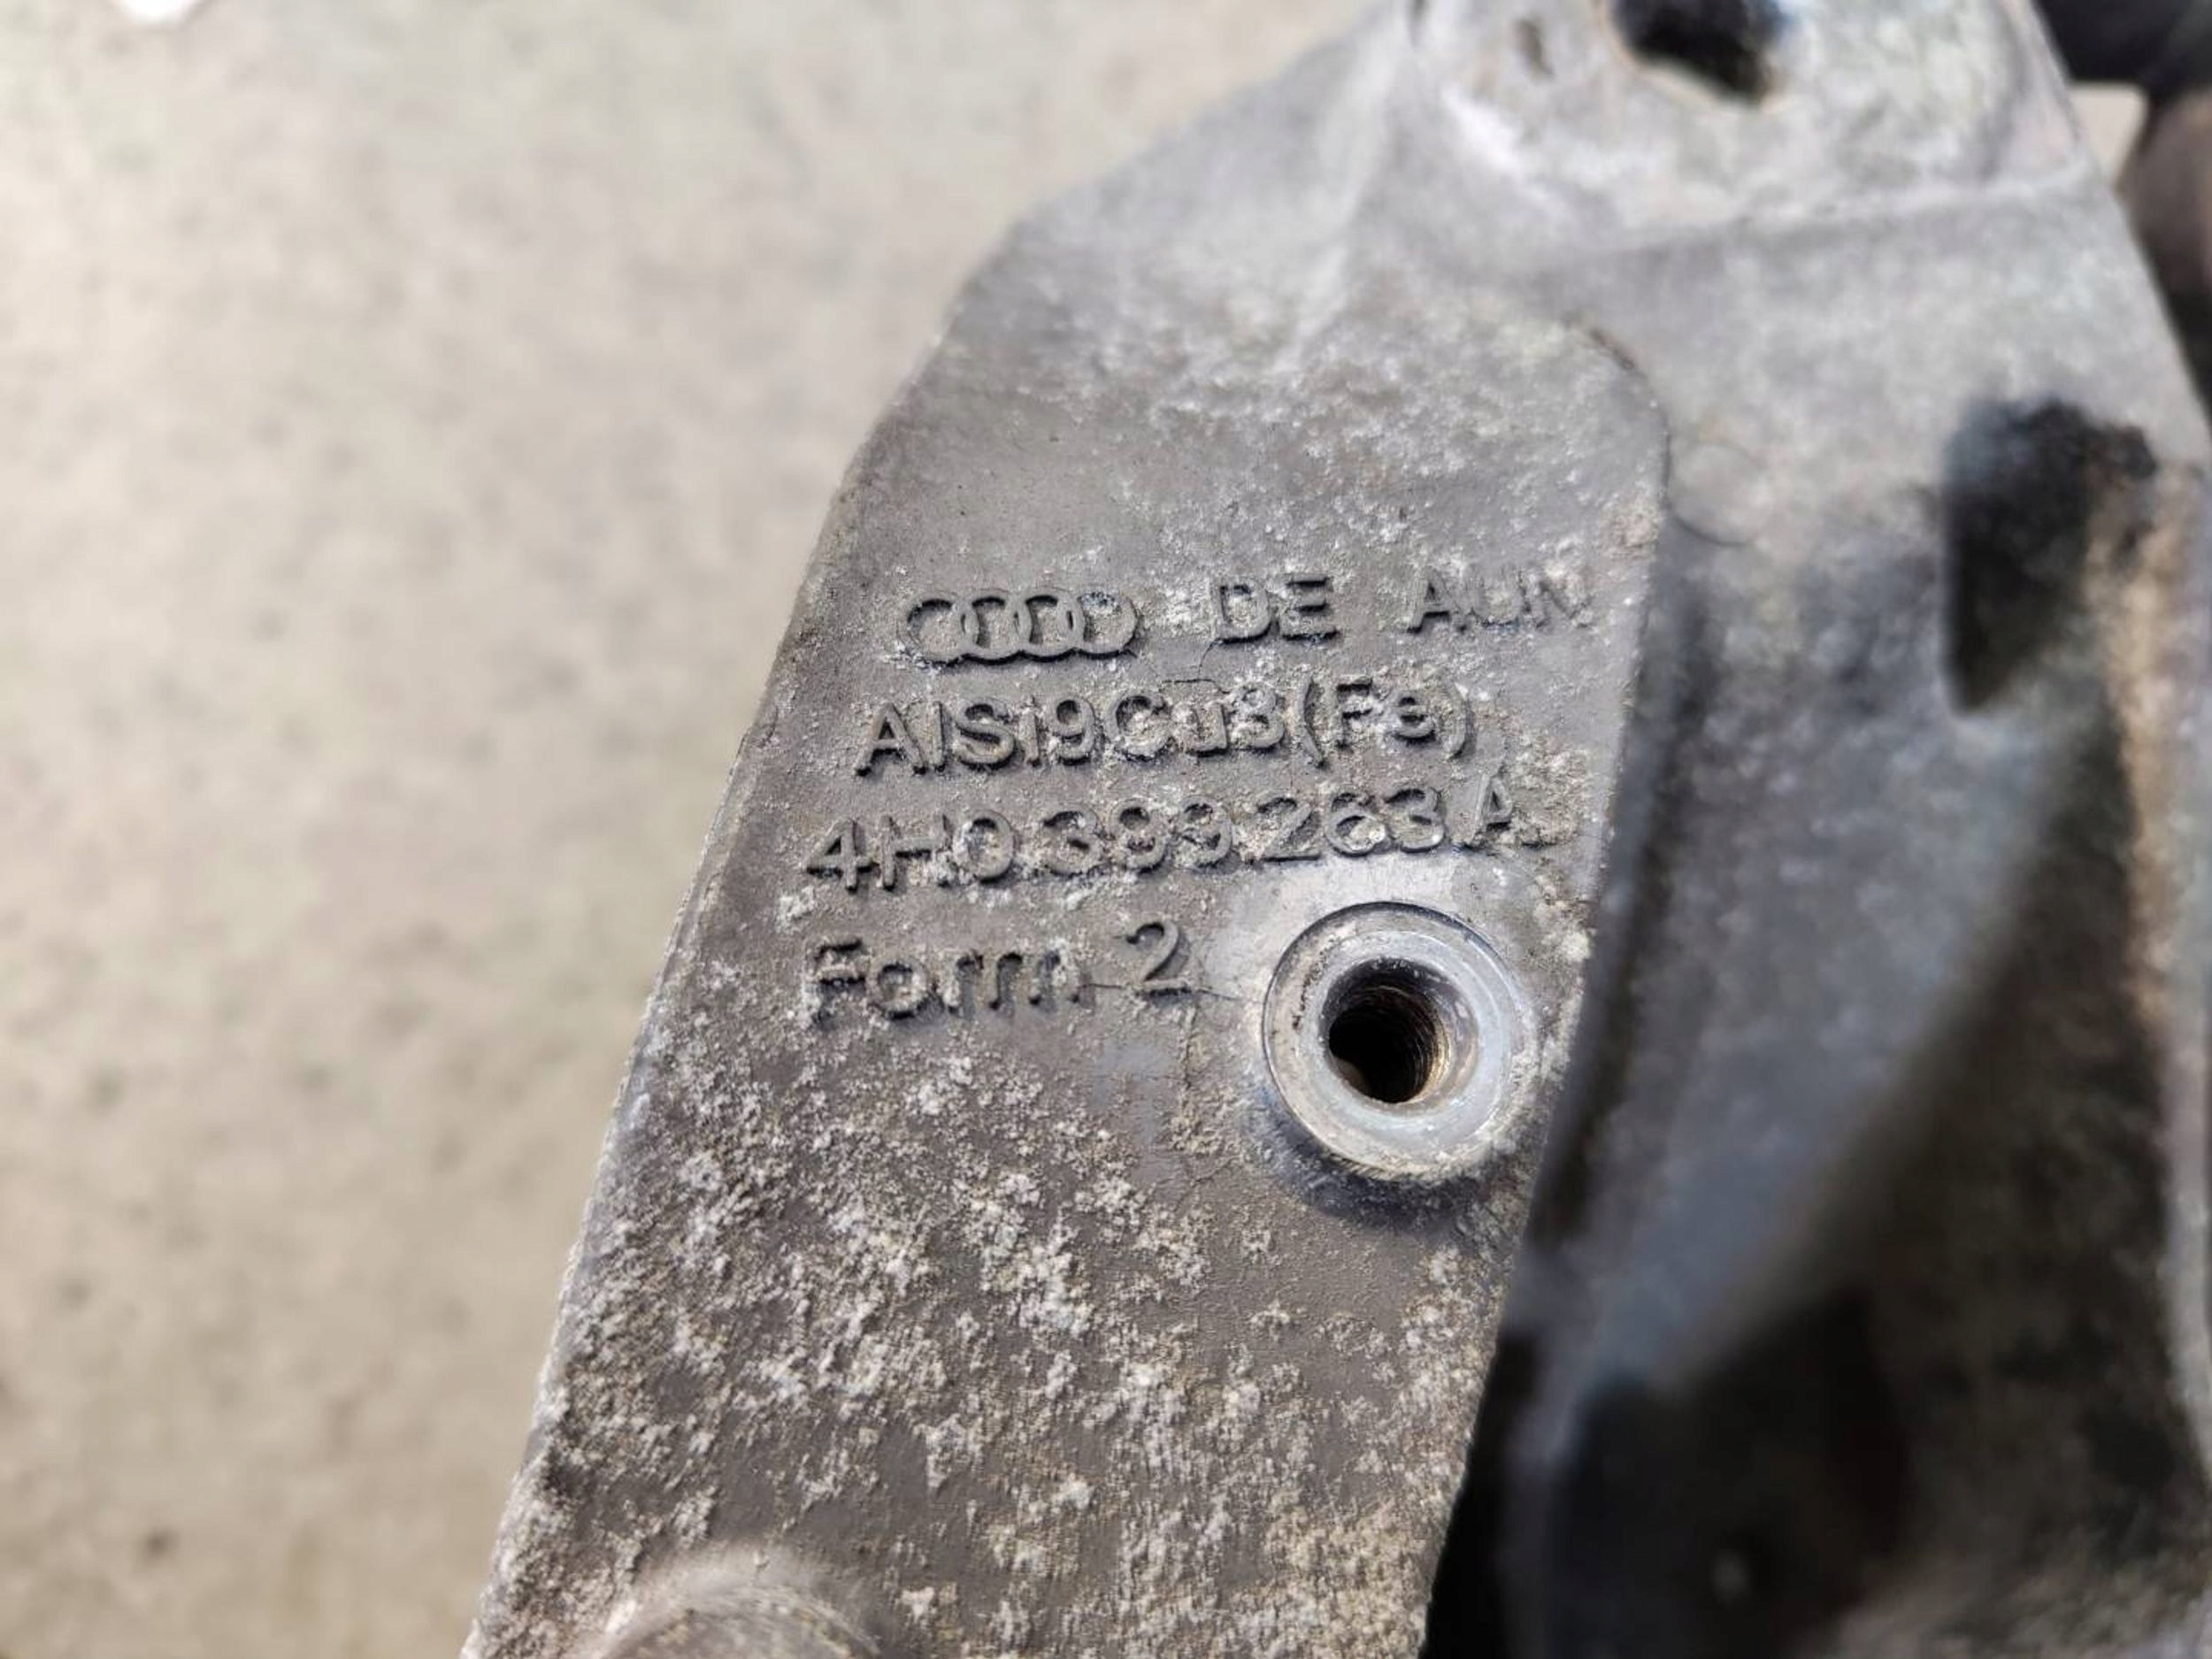 DE AUN
AlSi9Cu3(Fe)
4H0.399.263.A
Form 2